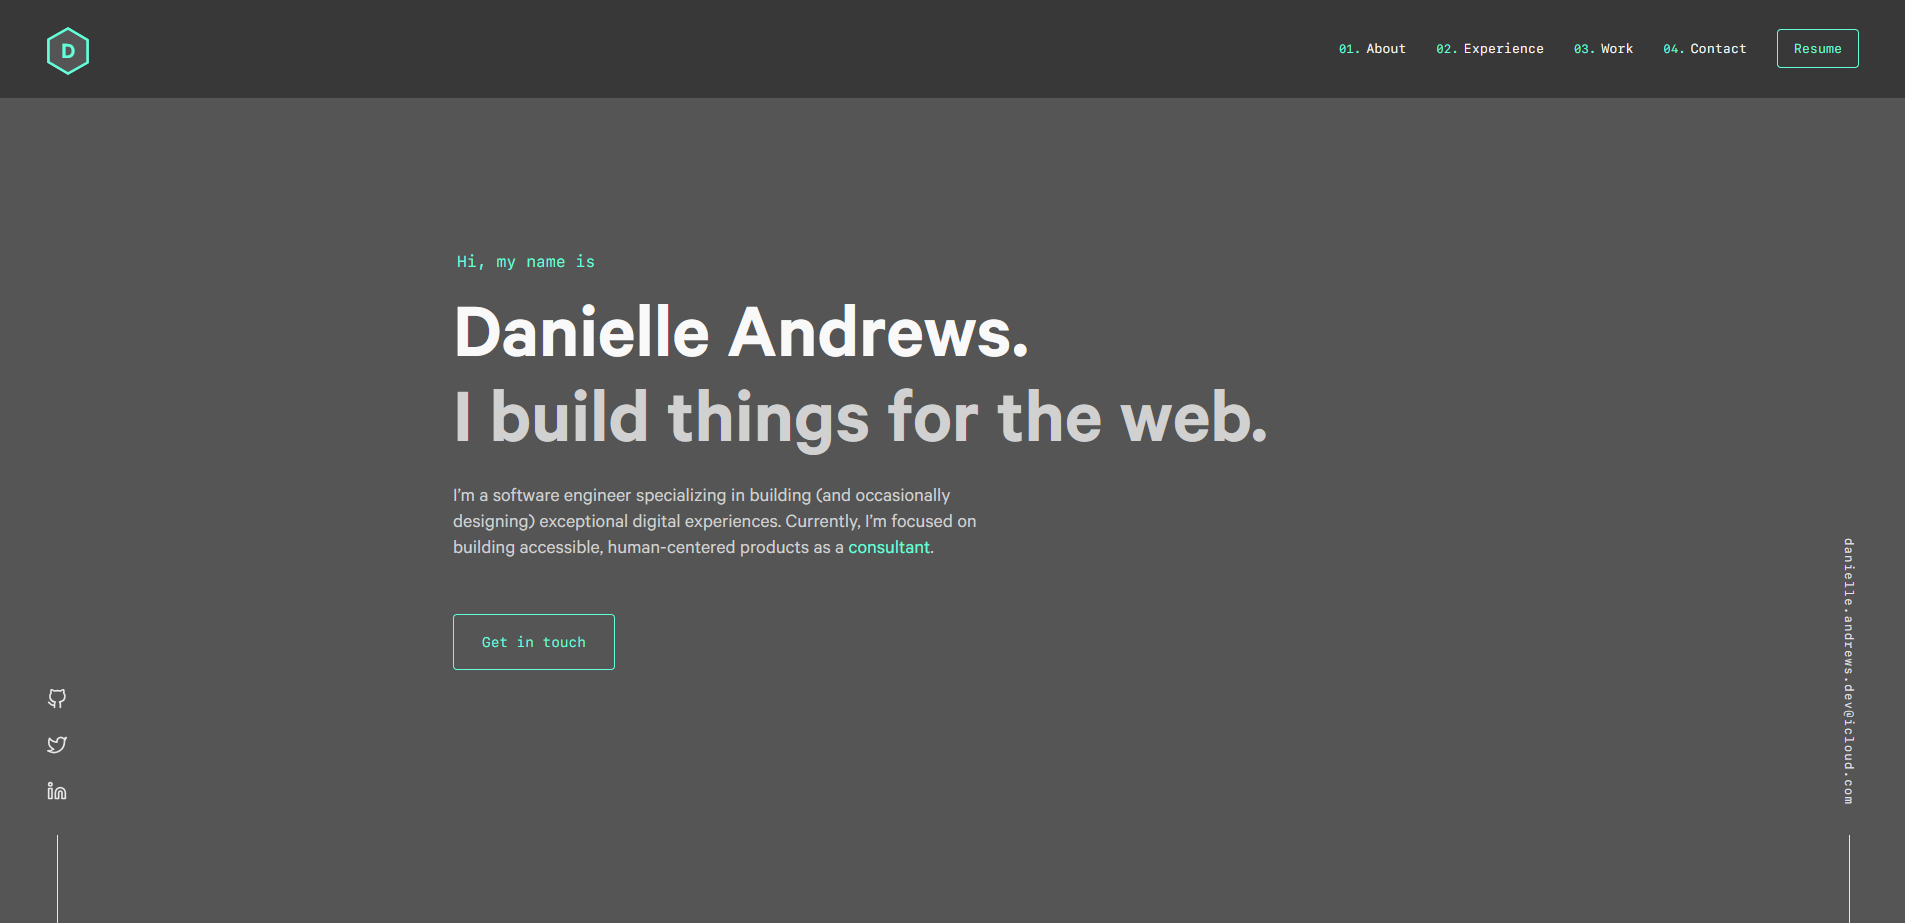 D
01. About 02. Experience 03. Work 04. Contact Resume
Hi, my name is
Danielle Andrews.
I build things for the web.
I’m a software engineer specializing in building (and occasionally
designing) exceptional digital experiences. Currently, I’m focused on
building accessible, human-centered products as a consultant.
Get in touch
in
danielle.andrews.dev@icloud.com